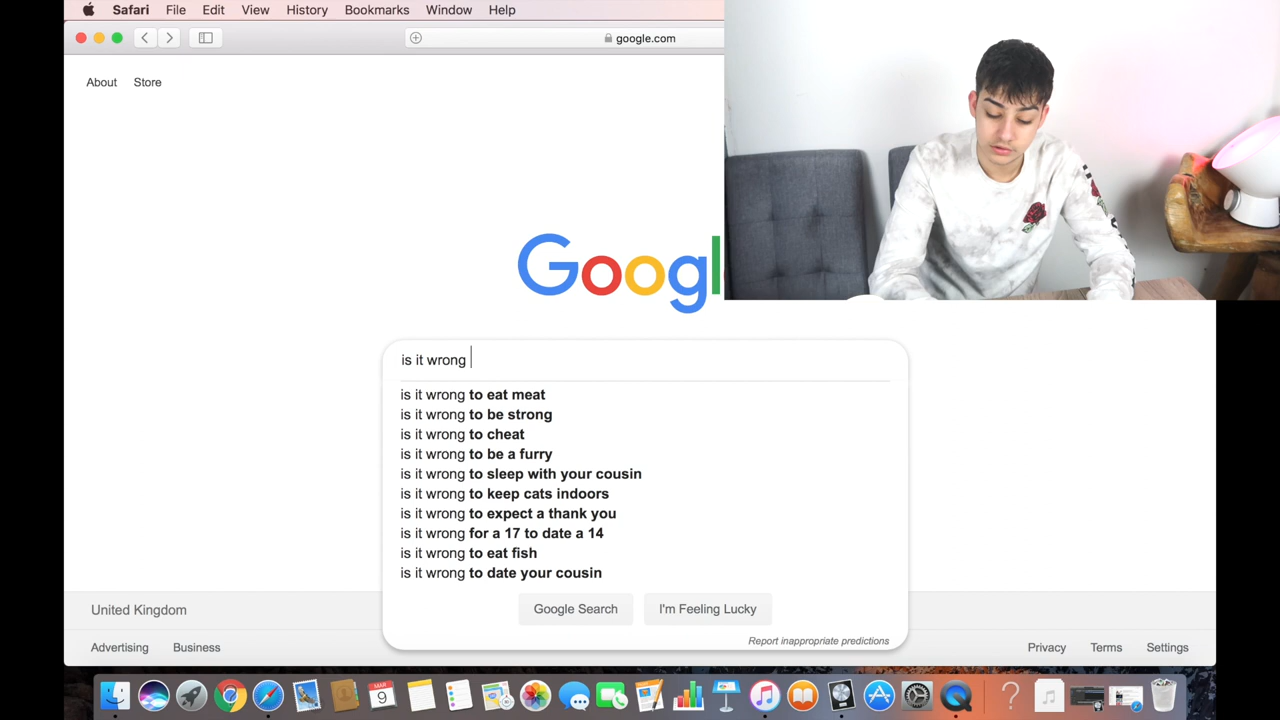 Safari File Edit View History Bookmarks Window Help
google.com
About Store
Googl
is it wrong
is it wrong to eat meat
is it wrong to be strong
is it wrong to cheat
is it wrong to be a furry
is it wrong to sleep with your cousin
is it wrong to keep cats indoors
is it wrong to expect a thank you
is it wrong for a 17 to date a 14
is it wrong to eat fish
is it wrong to date your cousin
Google Search I'm Feeling Lucky
Report inappropriate predictions
United Kingdom
Advertising Business Privacy Terms Settings
MAR
9